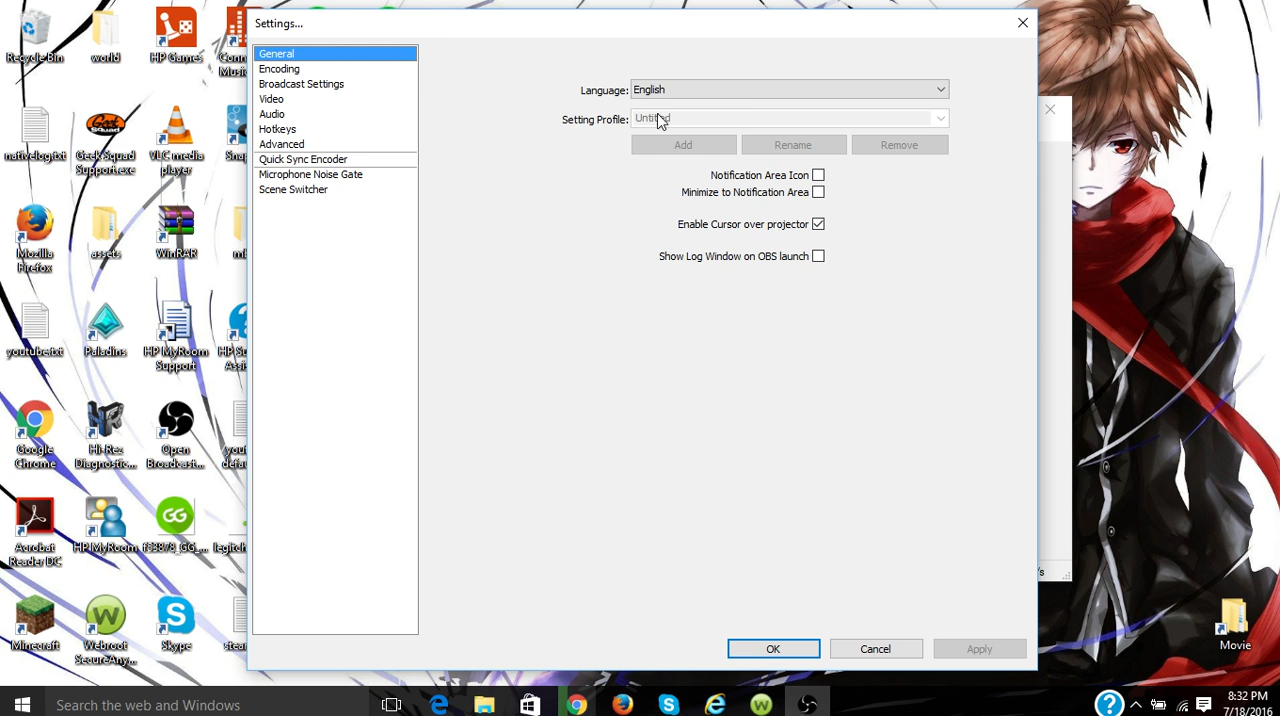 Settings...
General
Encoding
Broadcast Settings
Video
Audio
Hotkeys
Advanced
Quick Sync Encoder
Microphone Noise Gate
Scene Switcher
Language: English
Setting Profile:
Add Rename Remove
Notification Area Icon
Minimize to Notification Area
Enable Cursor over projector
Show Log Window on OBS launch
OK Cancel Apply
Recycle Bin
world
HP Games
nativelog.txt
Geek Squad
Geek Squad
Support.exe
VLC media
player
Mozilla
Firefox
assets
WinRAR
youtube.txt
Paladins
HP MyRoom
Support
Google
Chrome
Hi-Rez
Diagnostic...
Open
Broadcast...
Acrobat
Reader DC
HP MyRoom
GG
Minecraft
Webroot
SecureAny...
Skype
Movie
/s
Search the web and Windows
8:32 PM
7/18/2016